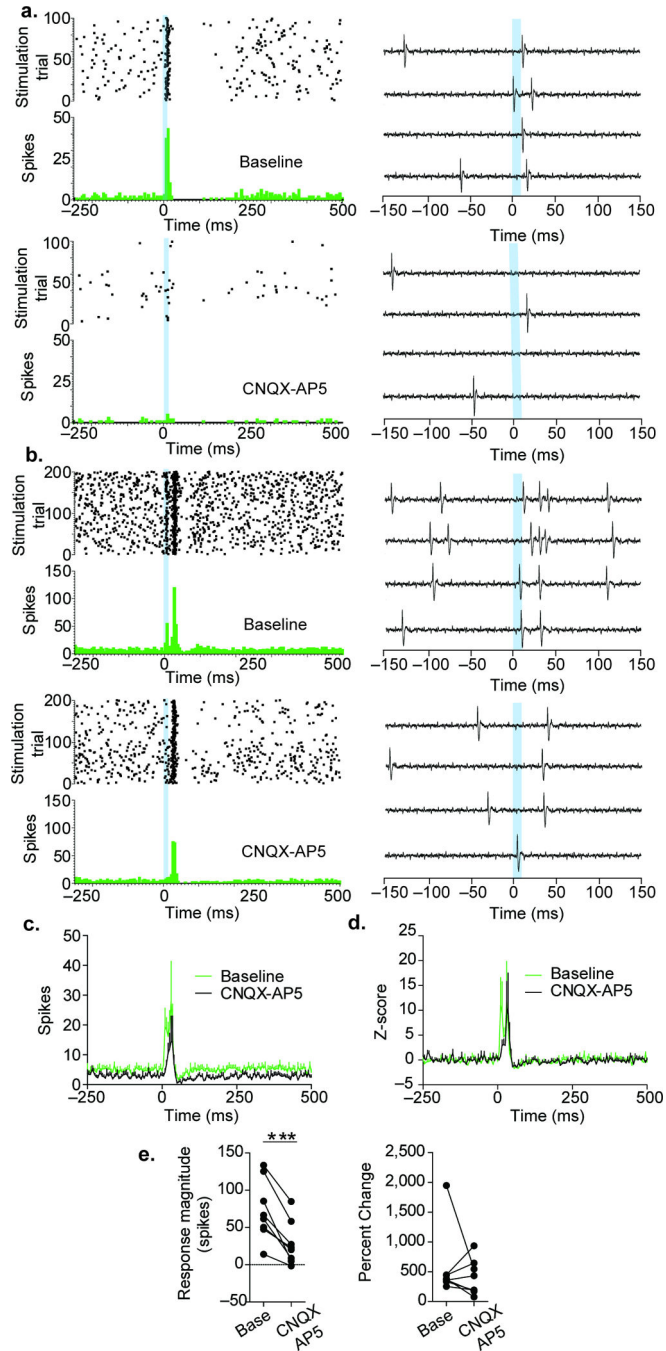 a.
Stimulation
trial
100
50
0
Spikes
50
25
0
Baseline
−250 0 250 500
Time (ms)
−150 −100 −50 0 50 100 150
Time (ms)
Stimulation
trial
100
50
0
Spikes
50
25
0
CNQX-AP5
−250 0 250 500
Time (ms)
−150 −100 −50 0 50 100 150
Time (ms)
b.
Stimulation
trial
200
100
0
Spikes
150
100
50
0
Baseline
−250 0 250 500
Time (ms)
−150 −100 −50 0 50 100 150
Time (ms)
Stimulation
trial
200
100
0
Spikes
150
100
50
0
CNQX-AP5
−250 0 250 500
Time (ms)
−150 −100 −50 0 50 100 150
Time (ms)
c.
Spikes
50
40
30
20
10
0
Baseline
CNQX-AP5
−250 0 250 500
Time (ms)
d.
Z-score
25
20
15
10
5
0
−5
Baseline
CNQX-AP5
−250 0 250 500
Time (ms)
e.
Response magnitude
(spikes)
150
100
50
0
−50
***
Base
CNQX
AP5
Percent Change
2,500
2,000
1,500
1,000
500
0
Base
CNQX
AP5